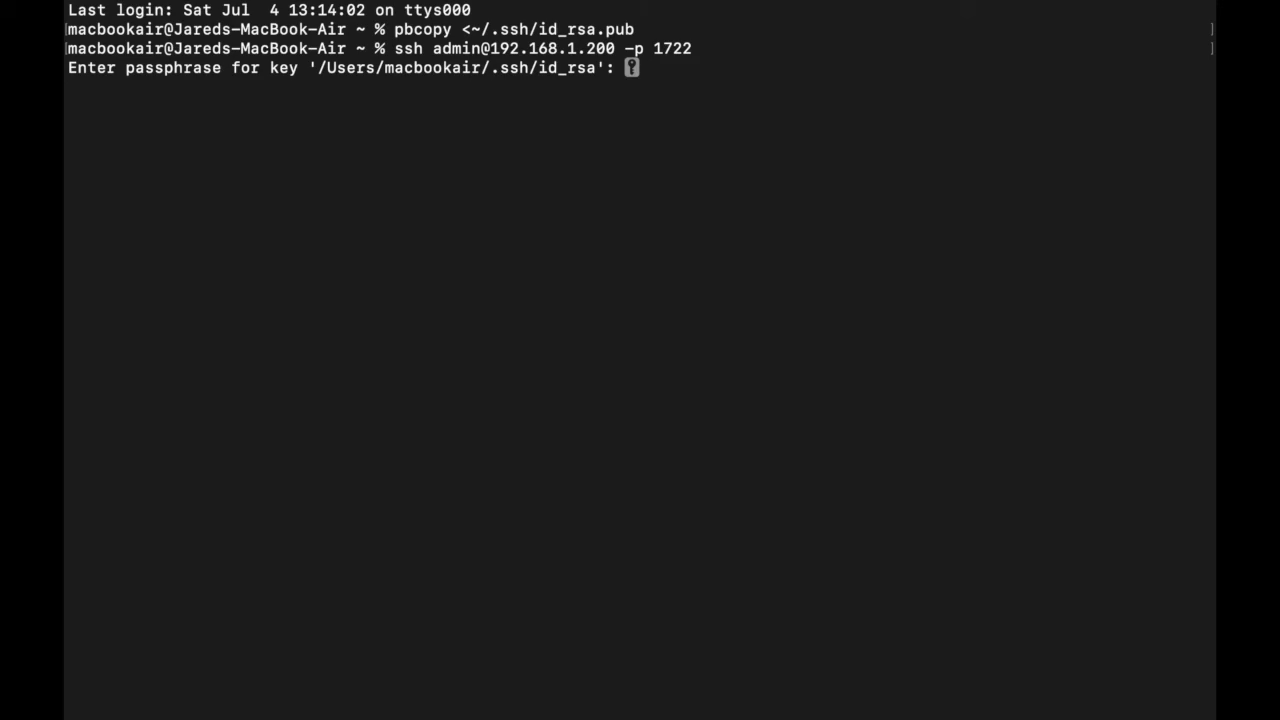 Last login: Sat Jul  4 13:14:02 on ttys000
[macbookair@Jareds-MacBook-Air ~ % pbcopy <~/.ssh/id_rsa.pub ]
[macbookair@Jareds-MacBook-Air ~ % ssh admin@192.168.1.200 -p 1722 ]
Enter passphrase for key '/Users/macbookair/.ssh/id_rsa':